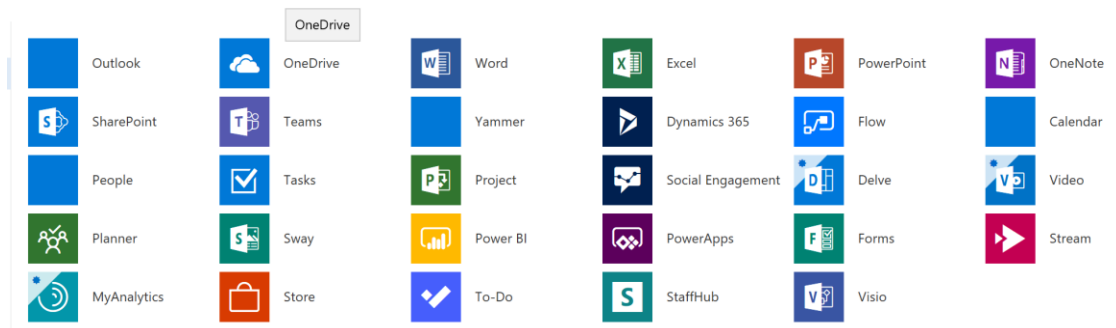 OneDrive
Outlook OneDrive Word Excel PowerPoint OneNote
SharePoint Teams Yammer Dynamics 365 Flow Calendar
People Tasks Project Social Engagement Delve Video
Planner Sway Power BI PowerApps Forms Stream
MyAnalytics Store To-Do StaffHub Visio